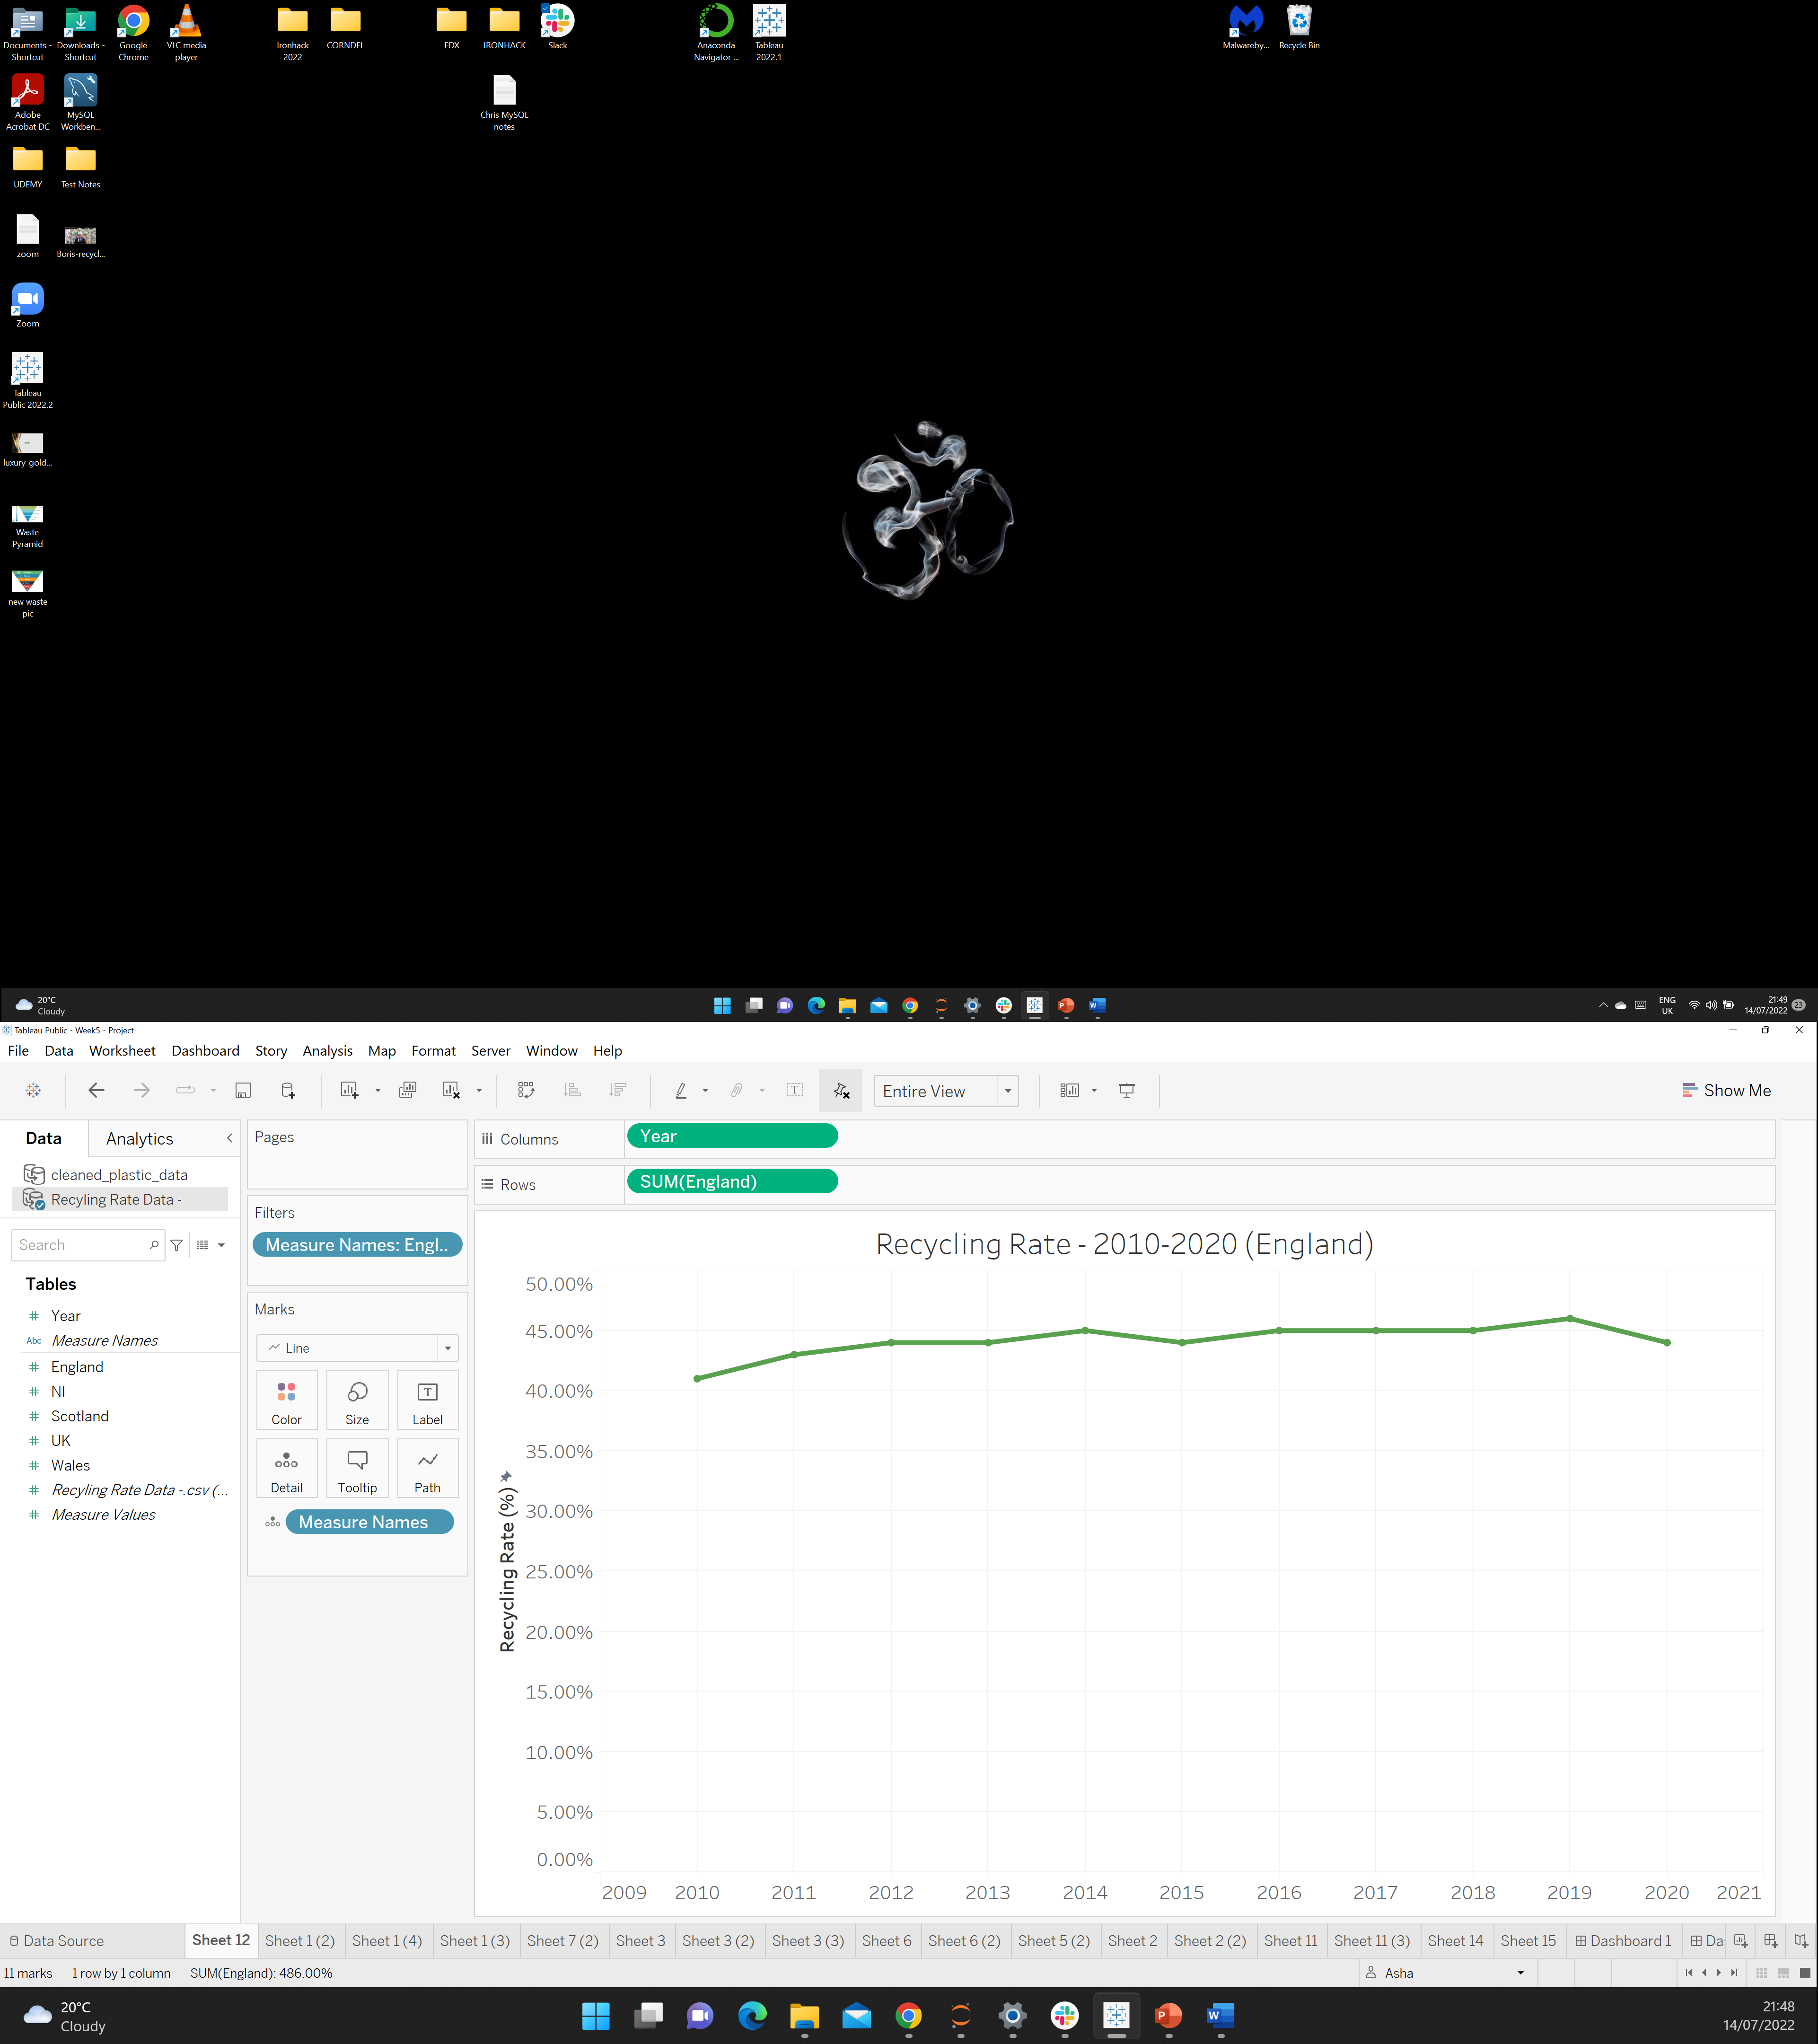 Documents - Shortcut
Downloads - Shortcut
Google Chrome
VLC media player
Ironhack 2022
CORNDEL
EDX
IRONHACK
Slack
Anaconda Navigator ...
Tableau 2022.1
Malwareby...
Recycle Bin
Adobe Acrobat DC
MySQL Workben...
Chris MySQL notes
UDEMY
Test Notes
zoom
Boris-recycl...
Zoom
Tableau Public 2022.2
luxury-gold...
Waste Pyramid
new waste pic
20°C
Cloudy
ENG
UK
21:49
14/07/2022
23
Tableau Public - Week5 - Project
File Data Worksheet Dashboard Story Analysis Map Format Server Window Help
Entire View
Show Me
Data
Analytics
cleaned_plastic_data
Recyling Rate Data -
Search
Tables
Year
Abc Measure Names
England
NI
Scotland
UK
Wales
Recyling Rate Data -.csv (...
Measure Values
Pages
Filters
Measure Names: Engl..
Marks
Line
Color
Size
Label
Detail
Tooltip
Path
Measure Names
Columns
Year
Rows
SUM(England)
Recycling Rate - 2010-2020 (England)
50.00%
45.00%
40.00%
35.00%
30.00%
25.00%
20.00%
15.00%
10.00%
5.00%
0.00%
Recycling Rate (%)
2009 2010 2011 2012 2013 2014 2015 2016 2017 2018 2019 2020 2021
Data Source
Sheet 12
Sheet 1 (2)
Sheet 1 (4)
Sheet 1 (3)
Sheet 7 (2)
Sheet 3
Sheet 3 (2)
Sheet 3 (3)
Sheet 6
Sheet 6 (2)
Sheet 5 (2)
Sheet 2
Sheet 2 (2)
Sheet 11
Sheet 11 (3)
Sheet 14
Sheet 15
Dashboard 1
Da
11 marks
1 row by 1 column
SUM(England): 486.00%
Asha
20°C
Cloudy
21:48
14/07/2022